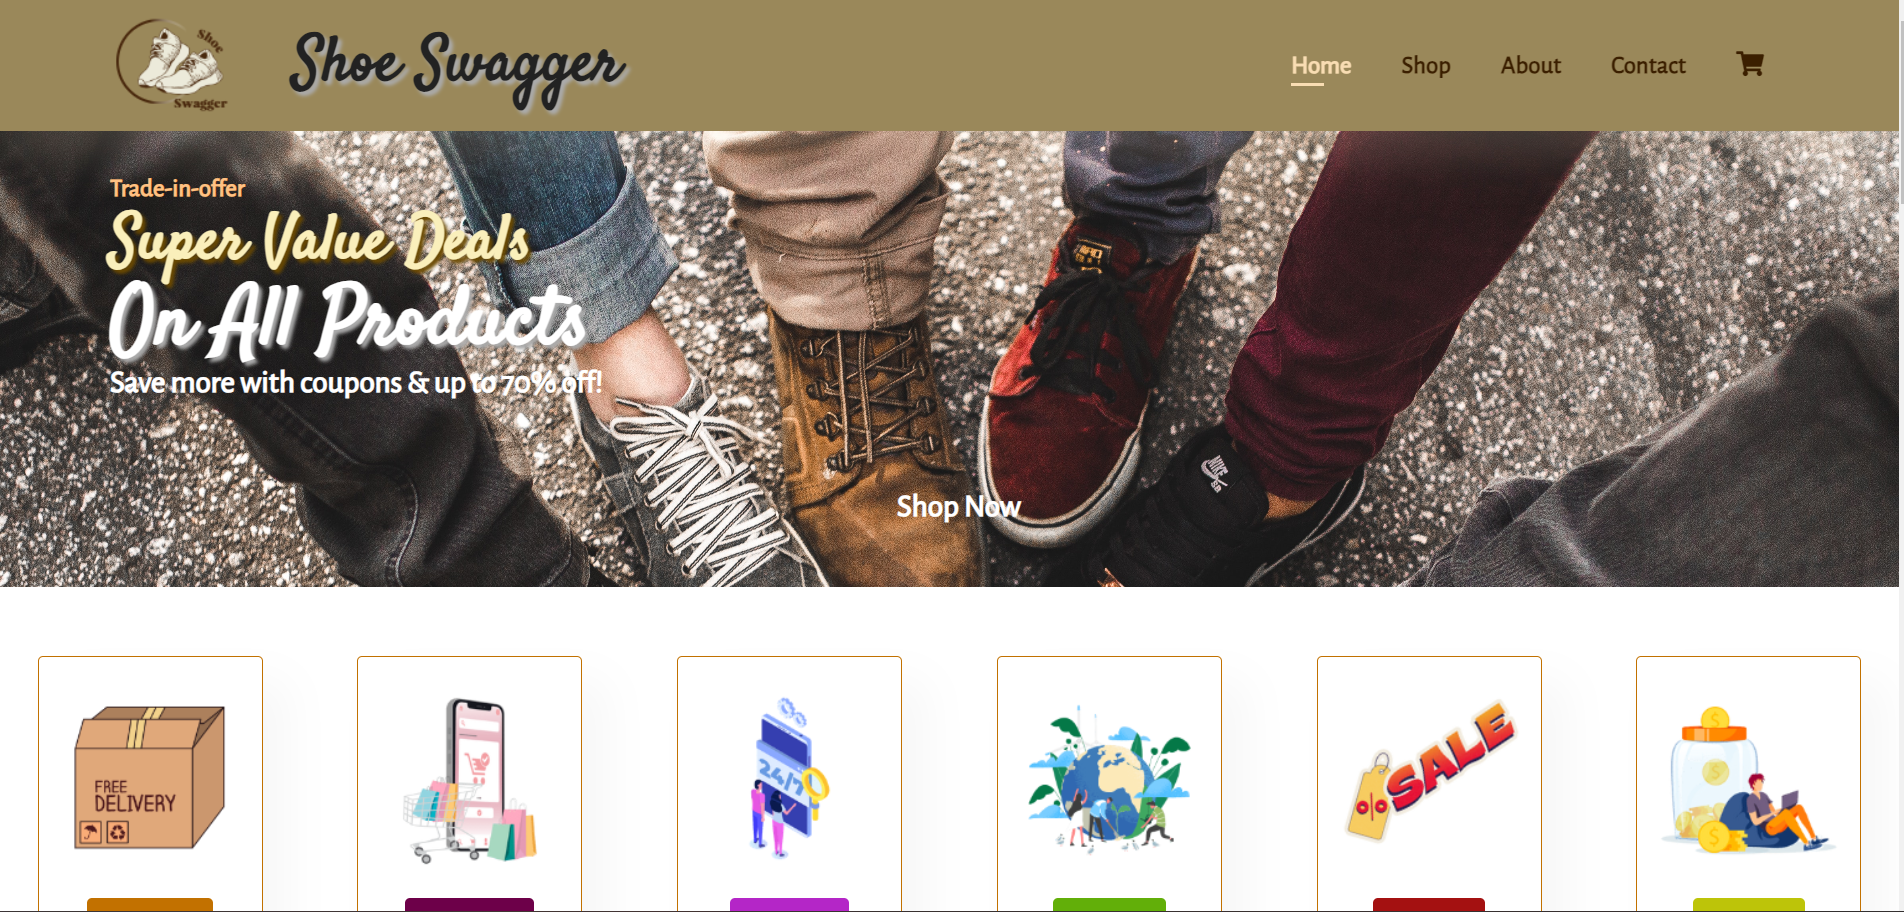 Shoe
Swagger
Shoe Swagger
Home
Shop
About
Contact
Trade-in-offer
Super Value Deals
On All Products
Save more with coupons & up to 70% off!
Shop Now
FREE
DELIVERY
24/7
%SALE